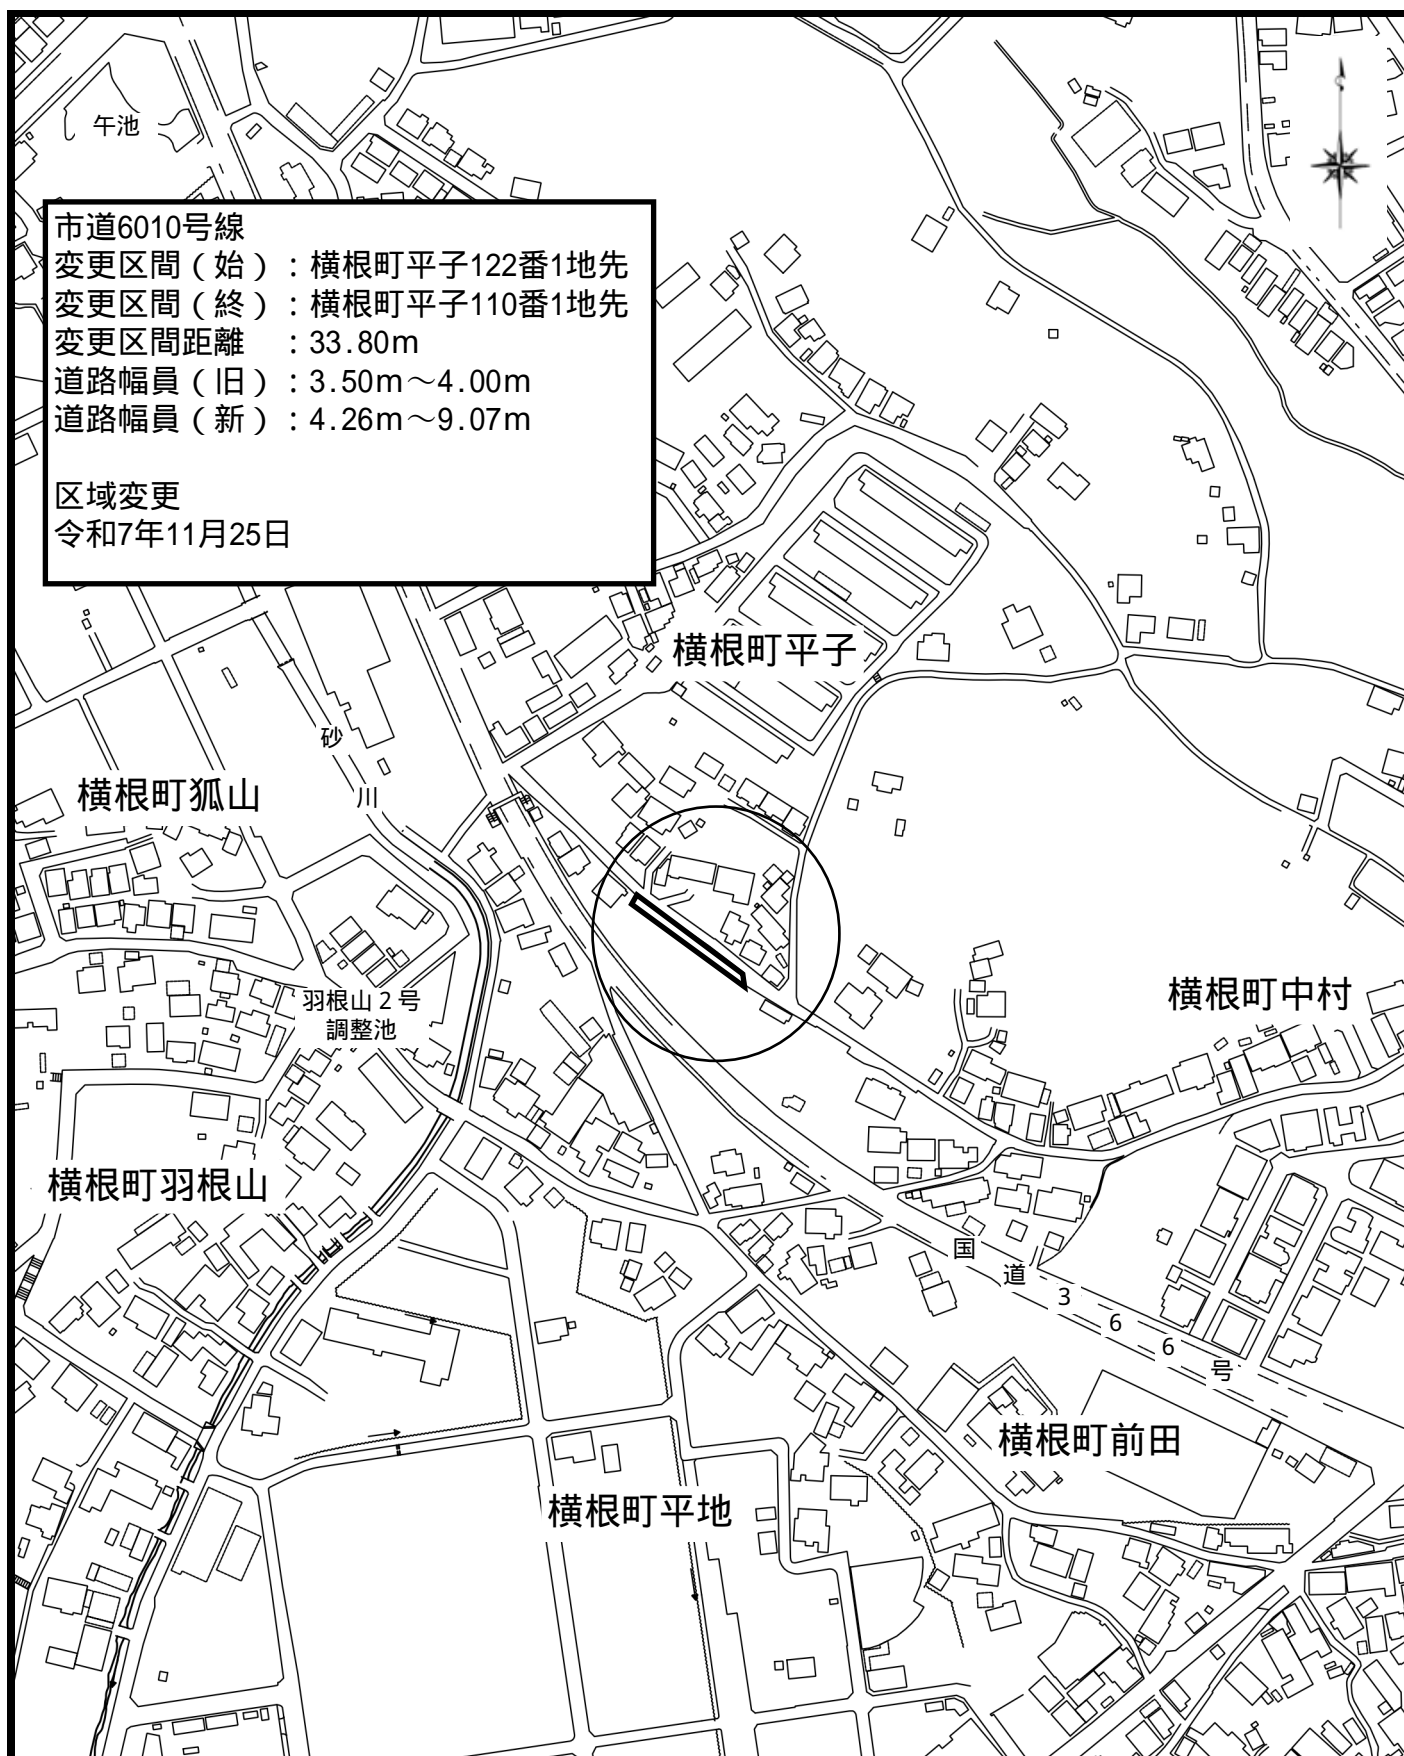 午池
市道6010号線
変更区間（始）：横根町平子122番1地先
変更区間（終）：横根町平子110番1地先
変更区間距離　：33.80m
道路幅員（旧）：3.50m～4.00m
道路幅員（新）：4.26m～9.07m
区域変更
令和7年11月25日
横根町平子
砂川
横根町狐山
横根町中村
羽根山２号
調整池
横根町羽根山
国道366号
横根町前田
横根町平地